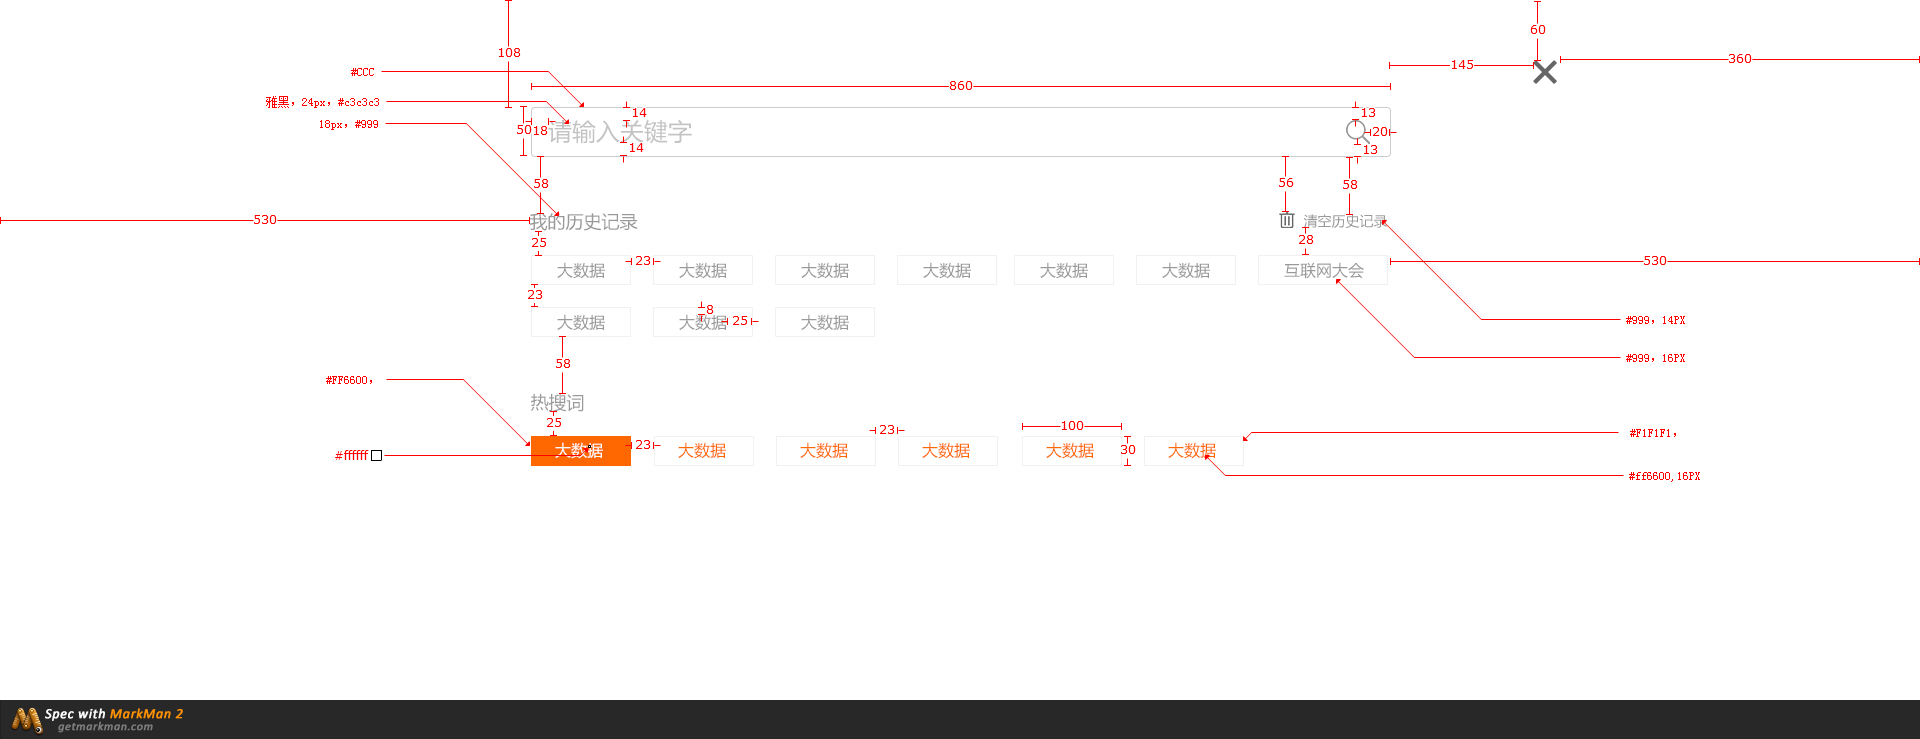 60
108
360
145
#CCC
860
雅黑，24px，#c3c3c3
14
13
18px，#999
50
18
请输入关键字
20
14
13
58
56
58
530
我的历史记录
清空历史记录
25
28
23
530
大数据
大数据
大数据
大数据
大数据
大数据
互联网大会
23
8
大数据
大数据
25
大数据
#999，14PX
#999，16PX
58
#FF6600，
热搜词
25
23
100
#F1F1F1，
23
30
大数据
大数据
大数据
大数据
大数据
大数据
#ffffff
#ff6600,16PX
Spec with MarkMan 2
getmarkman.com